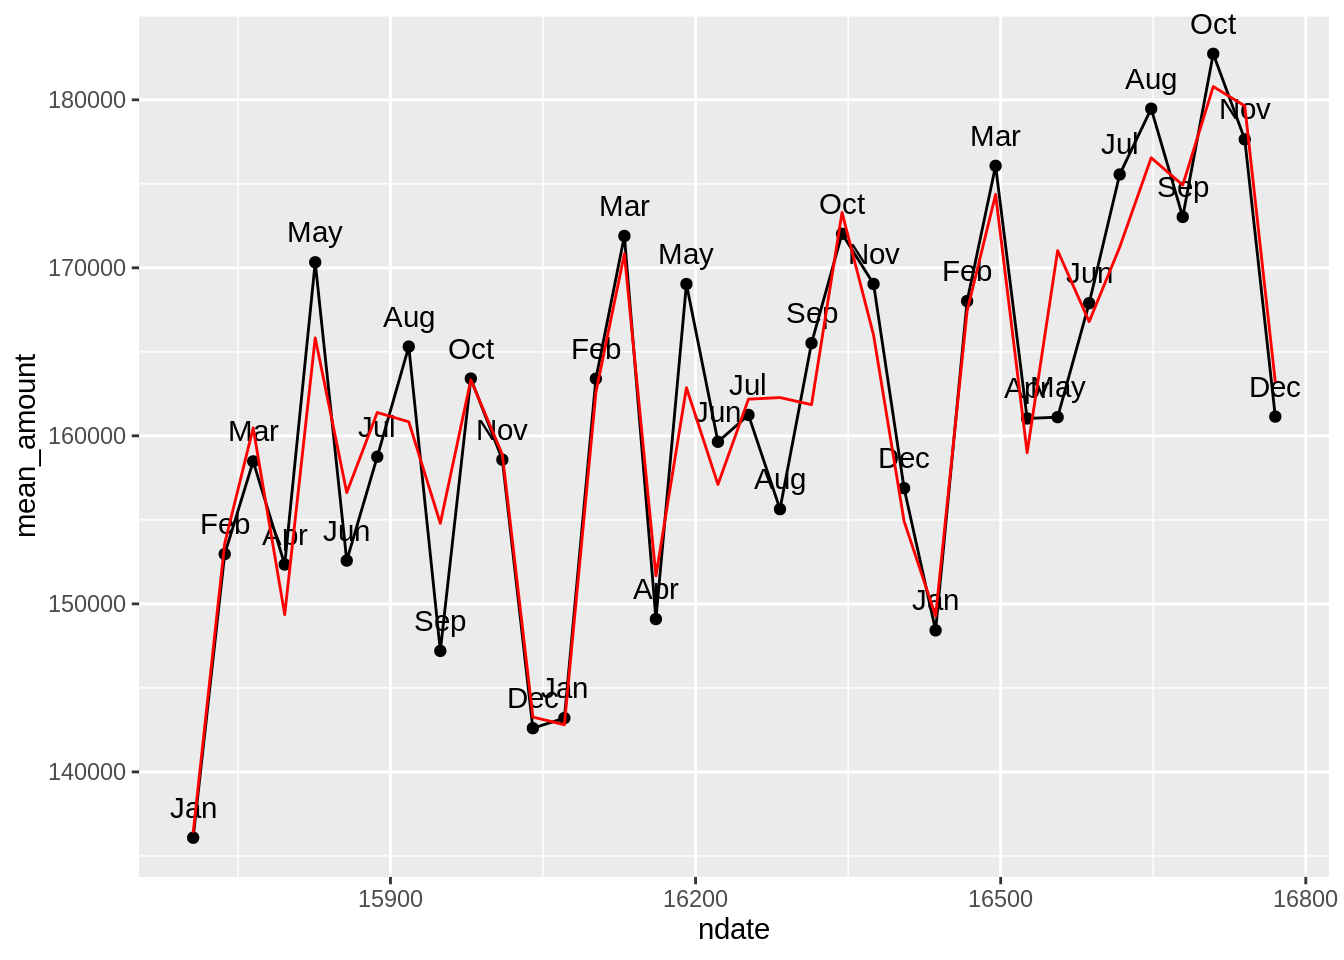 Oct
Aug
180000
Nov
Mar
Jul
Sep
Mar
Oct
May
May
Nov
170000
Feb
Jun
Aug
Sep
Oct
Feb
Jul
Apr
May
Dec
Jun
Mar
Jul
Nov
160000
Dec
Aug
Feb
Apr
Jun
150000
Jan
Apr
Sep
Dec
Jan
140000
Jan
mean_amount
15900
16200
16500
16800
ndate